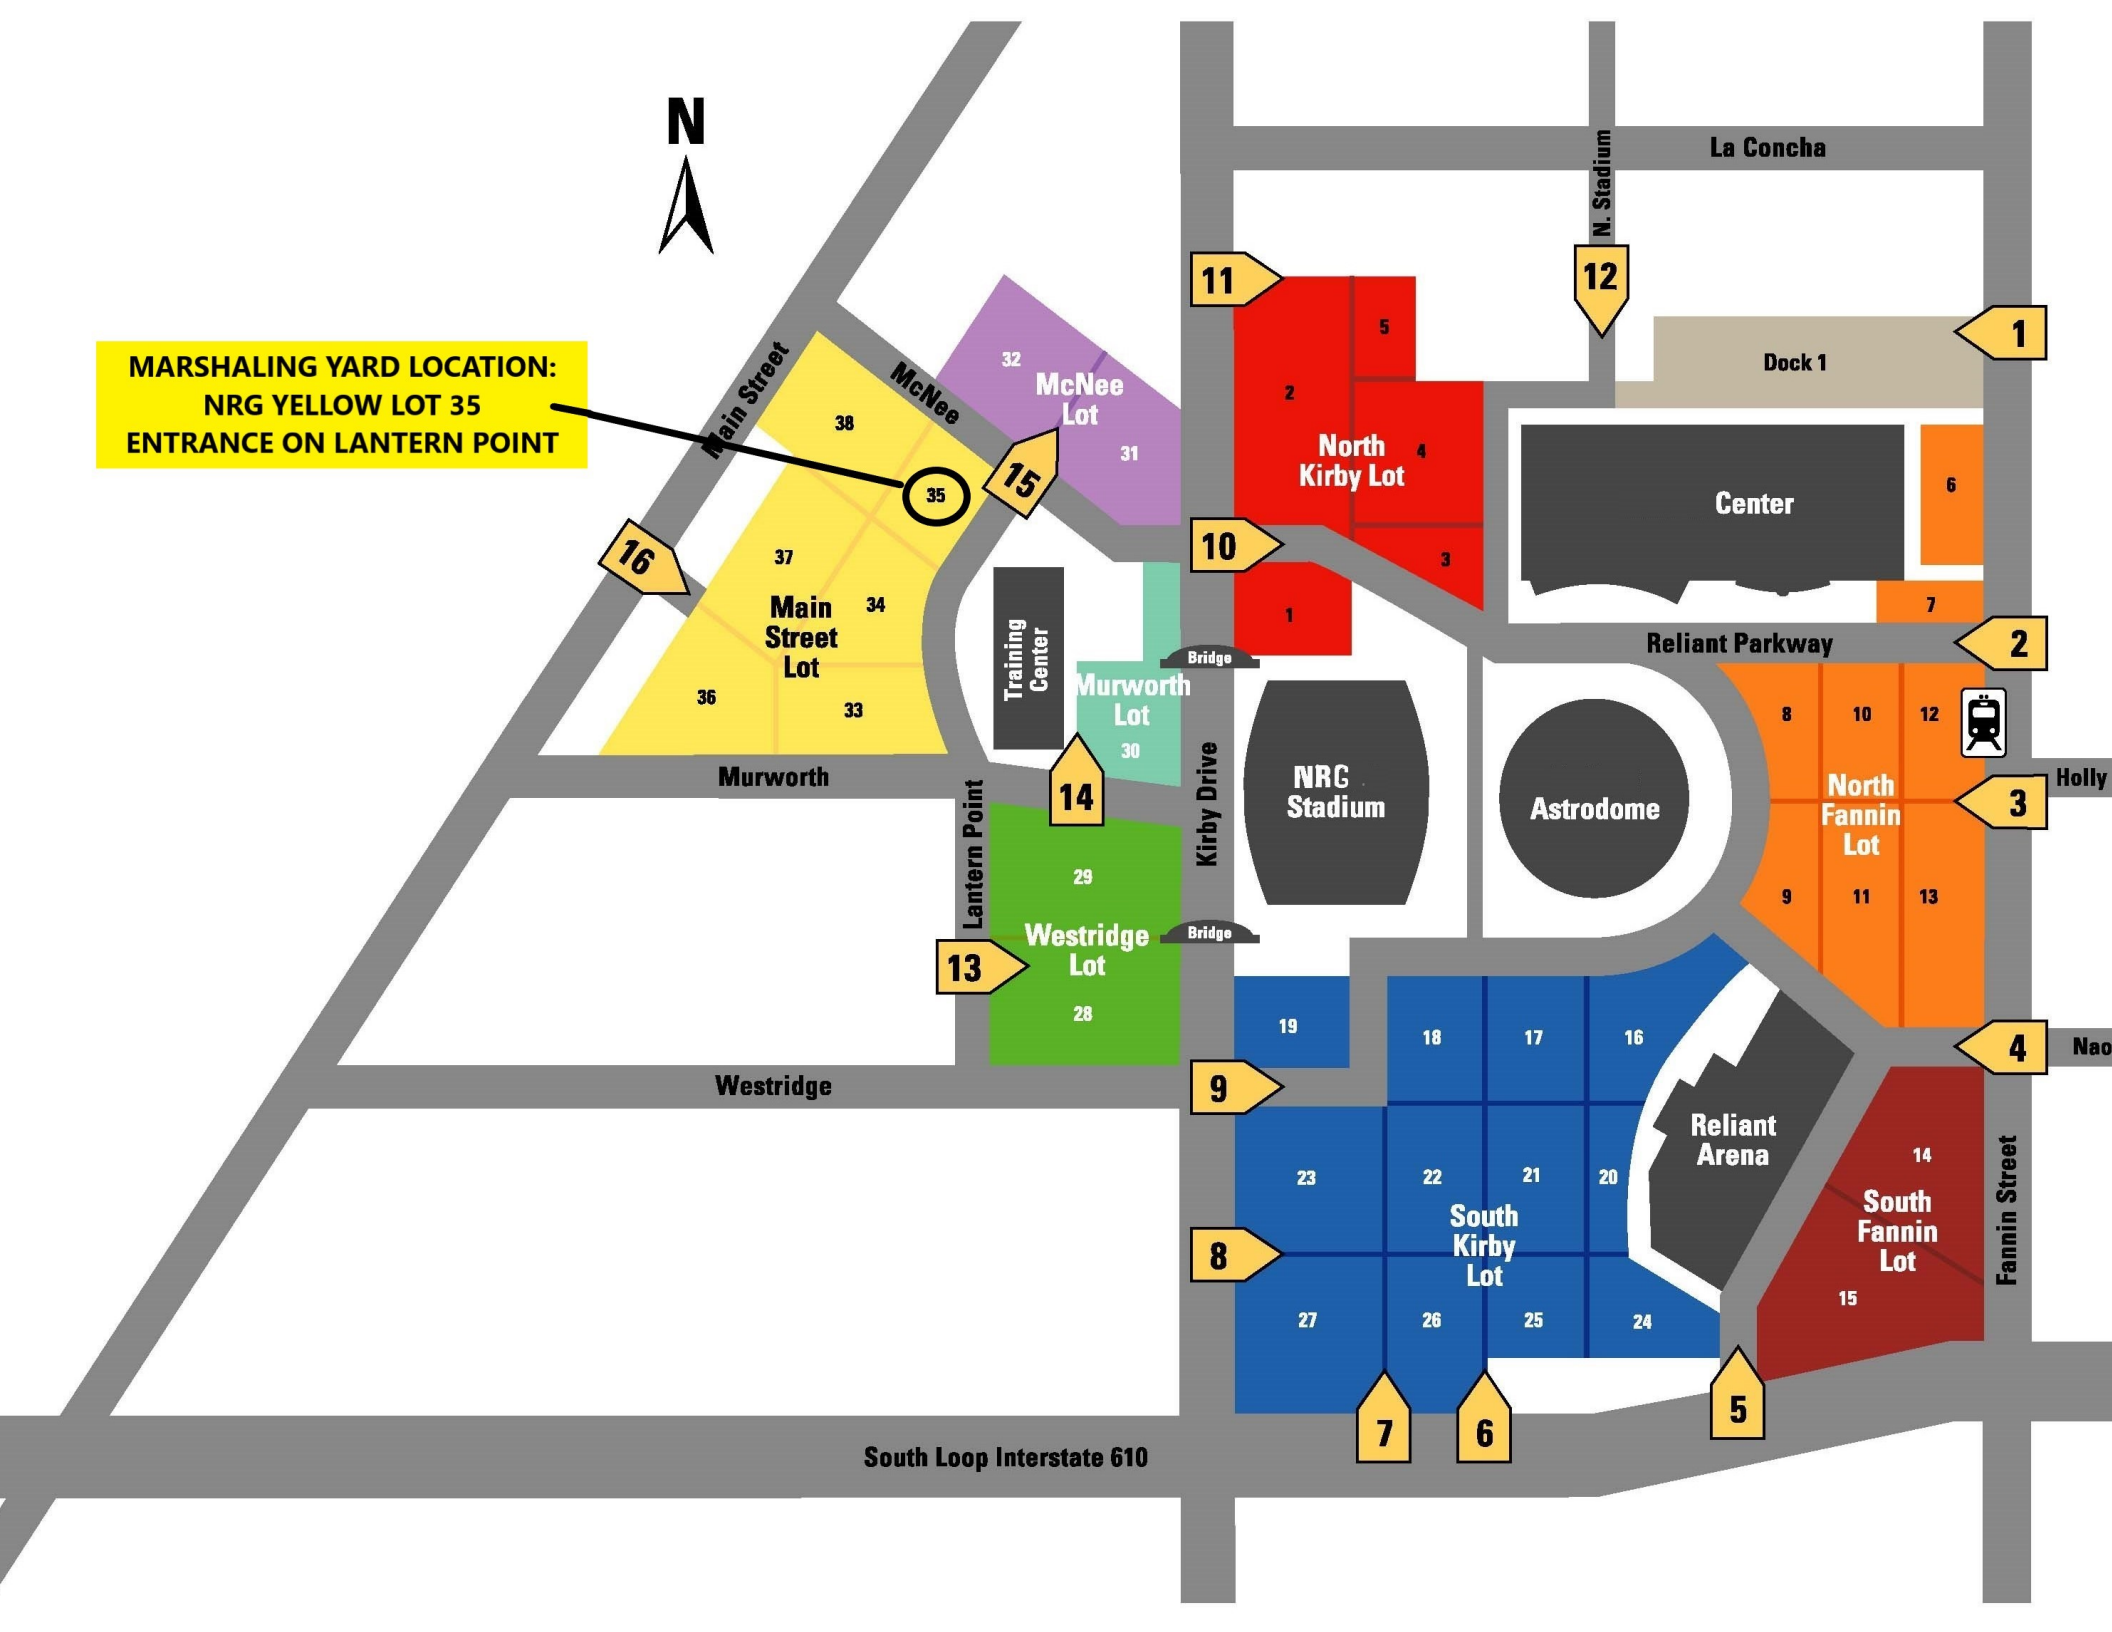 N
La Concha
N. Stadium
11
12
1
5
Dock 1
MARSHALING YARD LOCATION:
NRG YELLOW LOT 35
ENTRANCE ON LANTERN POINT
Main Street
McNee
32
McNee
Lot
31
2
North
Kirby Lot
4
38
35
15
Center
6
16
37
10
3
Main
Street
Lot
34
Training
Center
1
7
Reliant Parkway
2
Bridge
36
33
Murworth
Lot
30
8
10
12
Murworth
14
Kirby Drive
NRG
Stadium
Astrodome
North
Fannin
Lot
3
Holly
Lantern Point
29
9
11
13
Westridge
Lot
Bridge
13
28
19
18
17
16
4
Nao
Westridge
9
Reliant
Arena
14
Fannin Street
23
22
21
20
South
Kirby
Lot
South
Fannin
Lot
8
15
27
26
25
24
7
6
5
South Loop Interstate 610